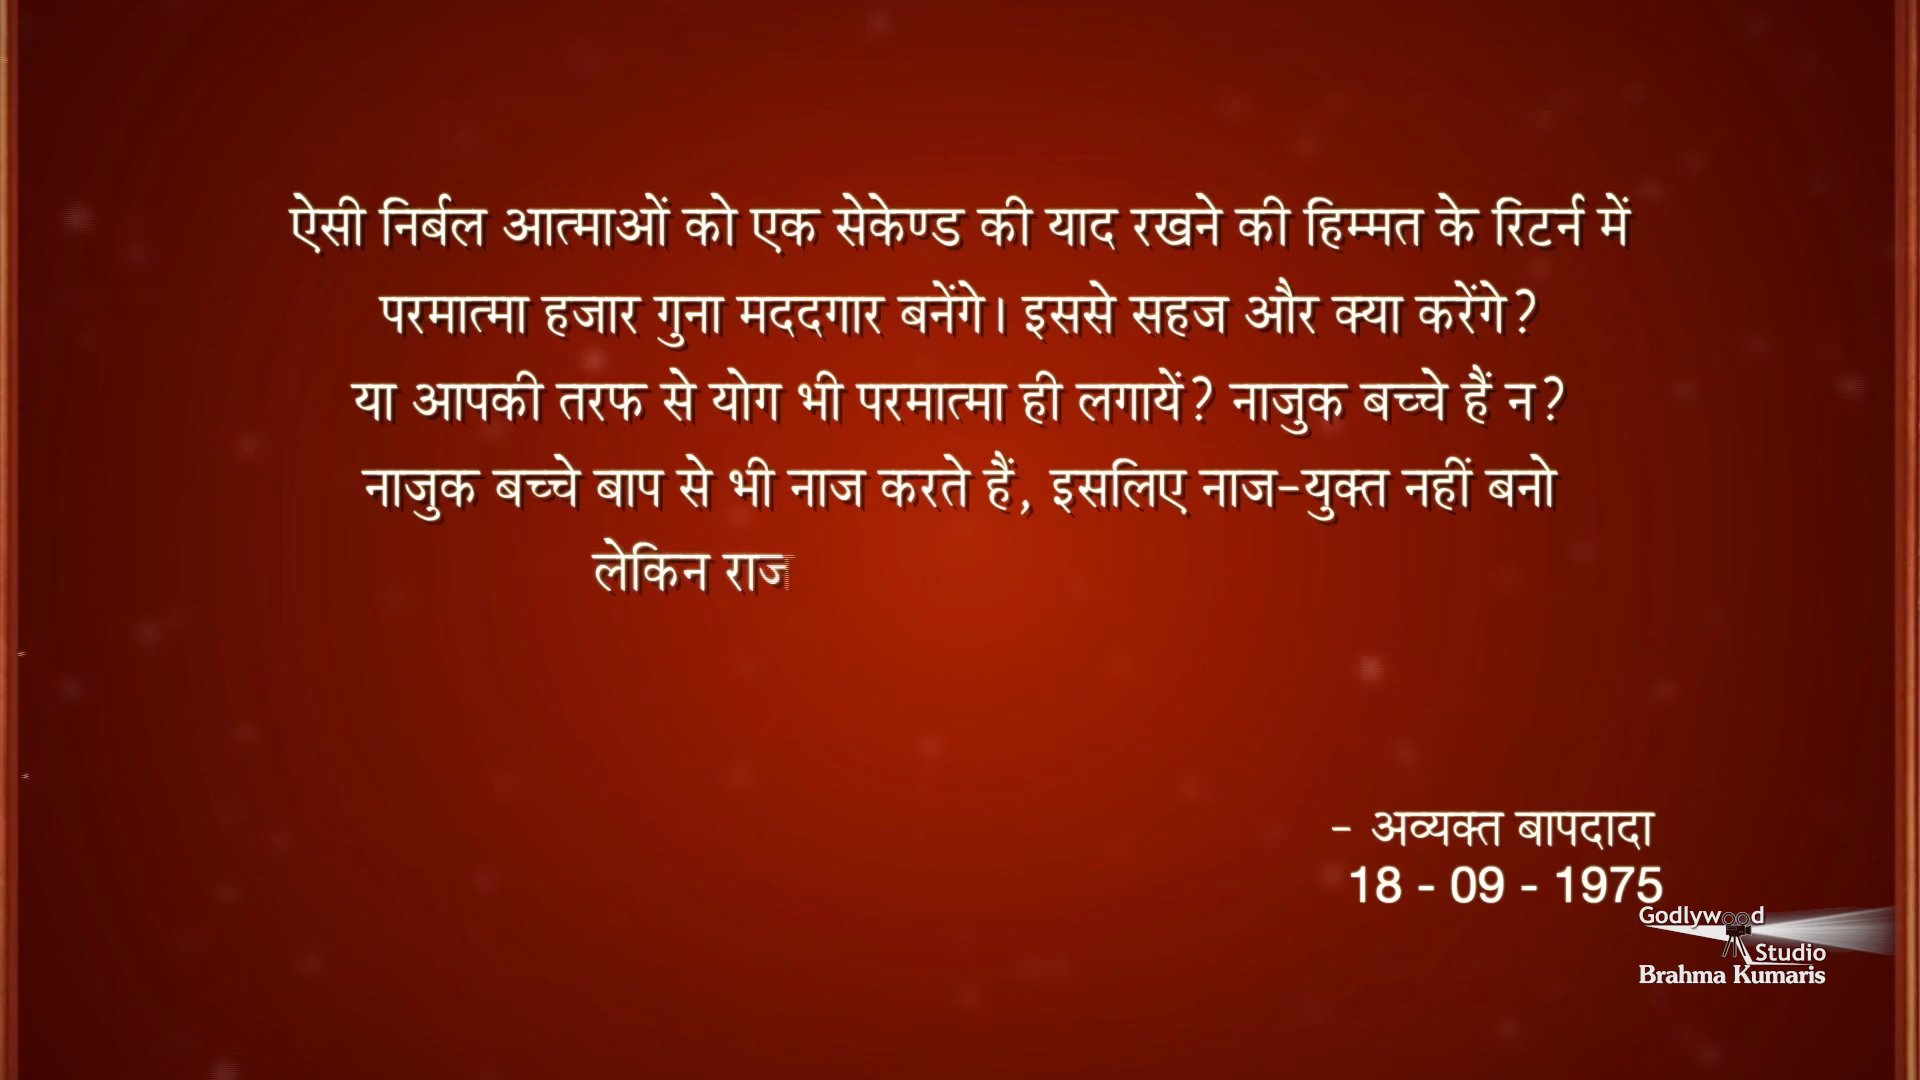 ऐसी निर्बल आत्माओं को एक सेकेण्ड की याद रखने की हिम्मत के रिटर्न में
परमात्मा हजार गुना मददगार बनेंगे। इससे सहज और क्या करेंगे?
या आपकी तरफ से योग भी परमात्मा ही लगायें? नाजुक बच्चे हैं न?
नाजुक बच्चे बाप से भी नाज करते हैं, इसलिए नाज-युक्त नहीं बनो
लेकिन राज
- अव्यक्त बापदादा
18 - 09 - 1975
Godlywood
Studio
Brahma Kumaris